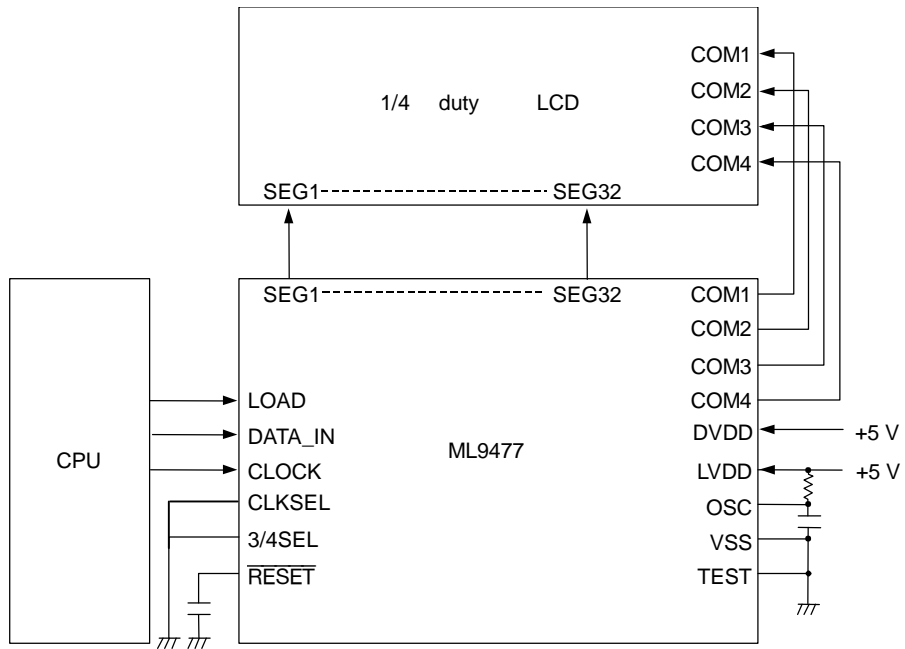 COM1
COM2
1/4 duty LCD
COM3
COM4
SEG1 SEG32
SEG1 SEG32
COM1
COM2
COM3
LOAD
COM4
DATA_IN
DVDD
+5 V
CPU
ML9477
CLOCK
LVDD
+5 V
CLKSEL
OSC
3/4SEL
VSS
RESET
TEST